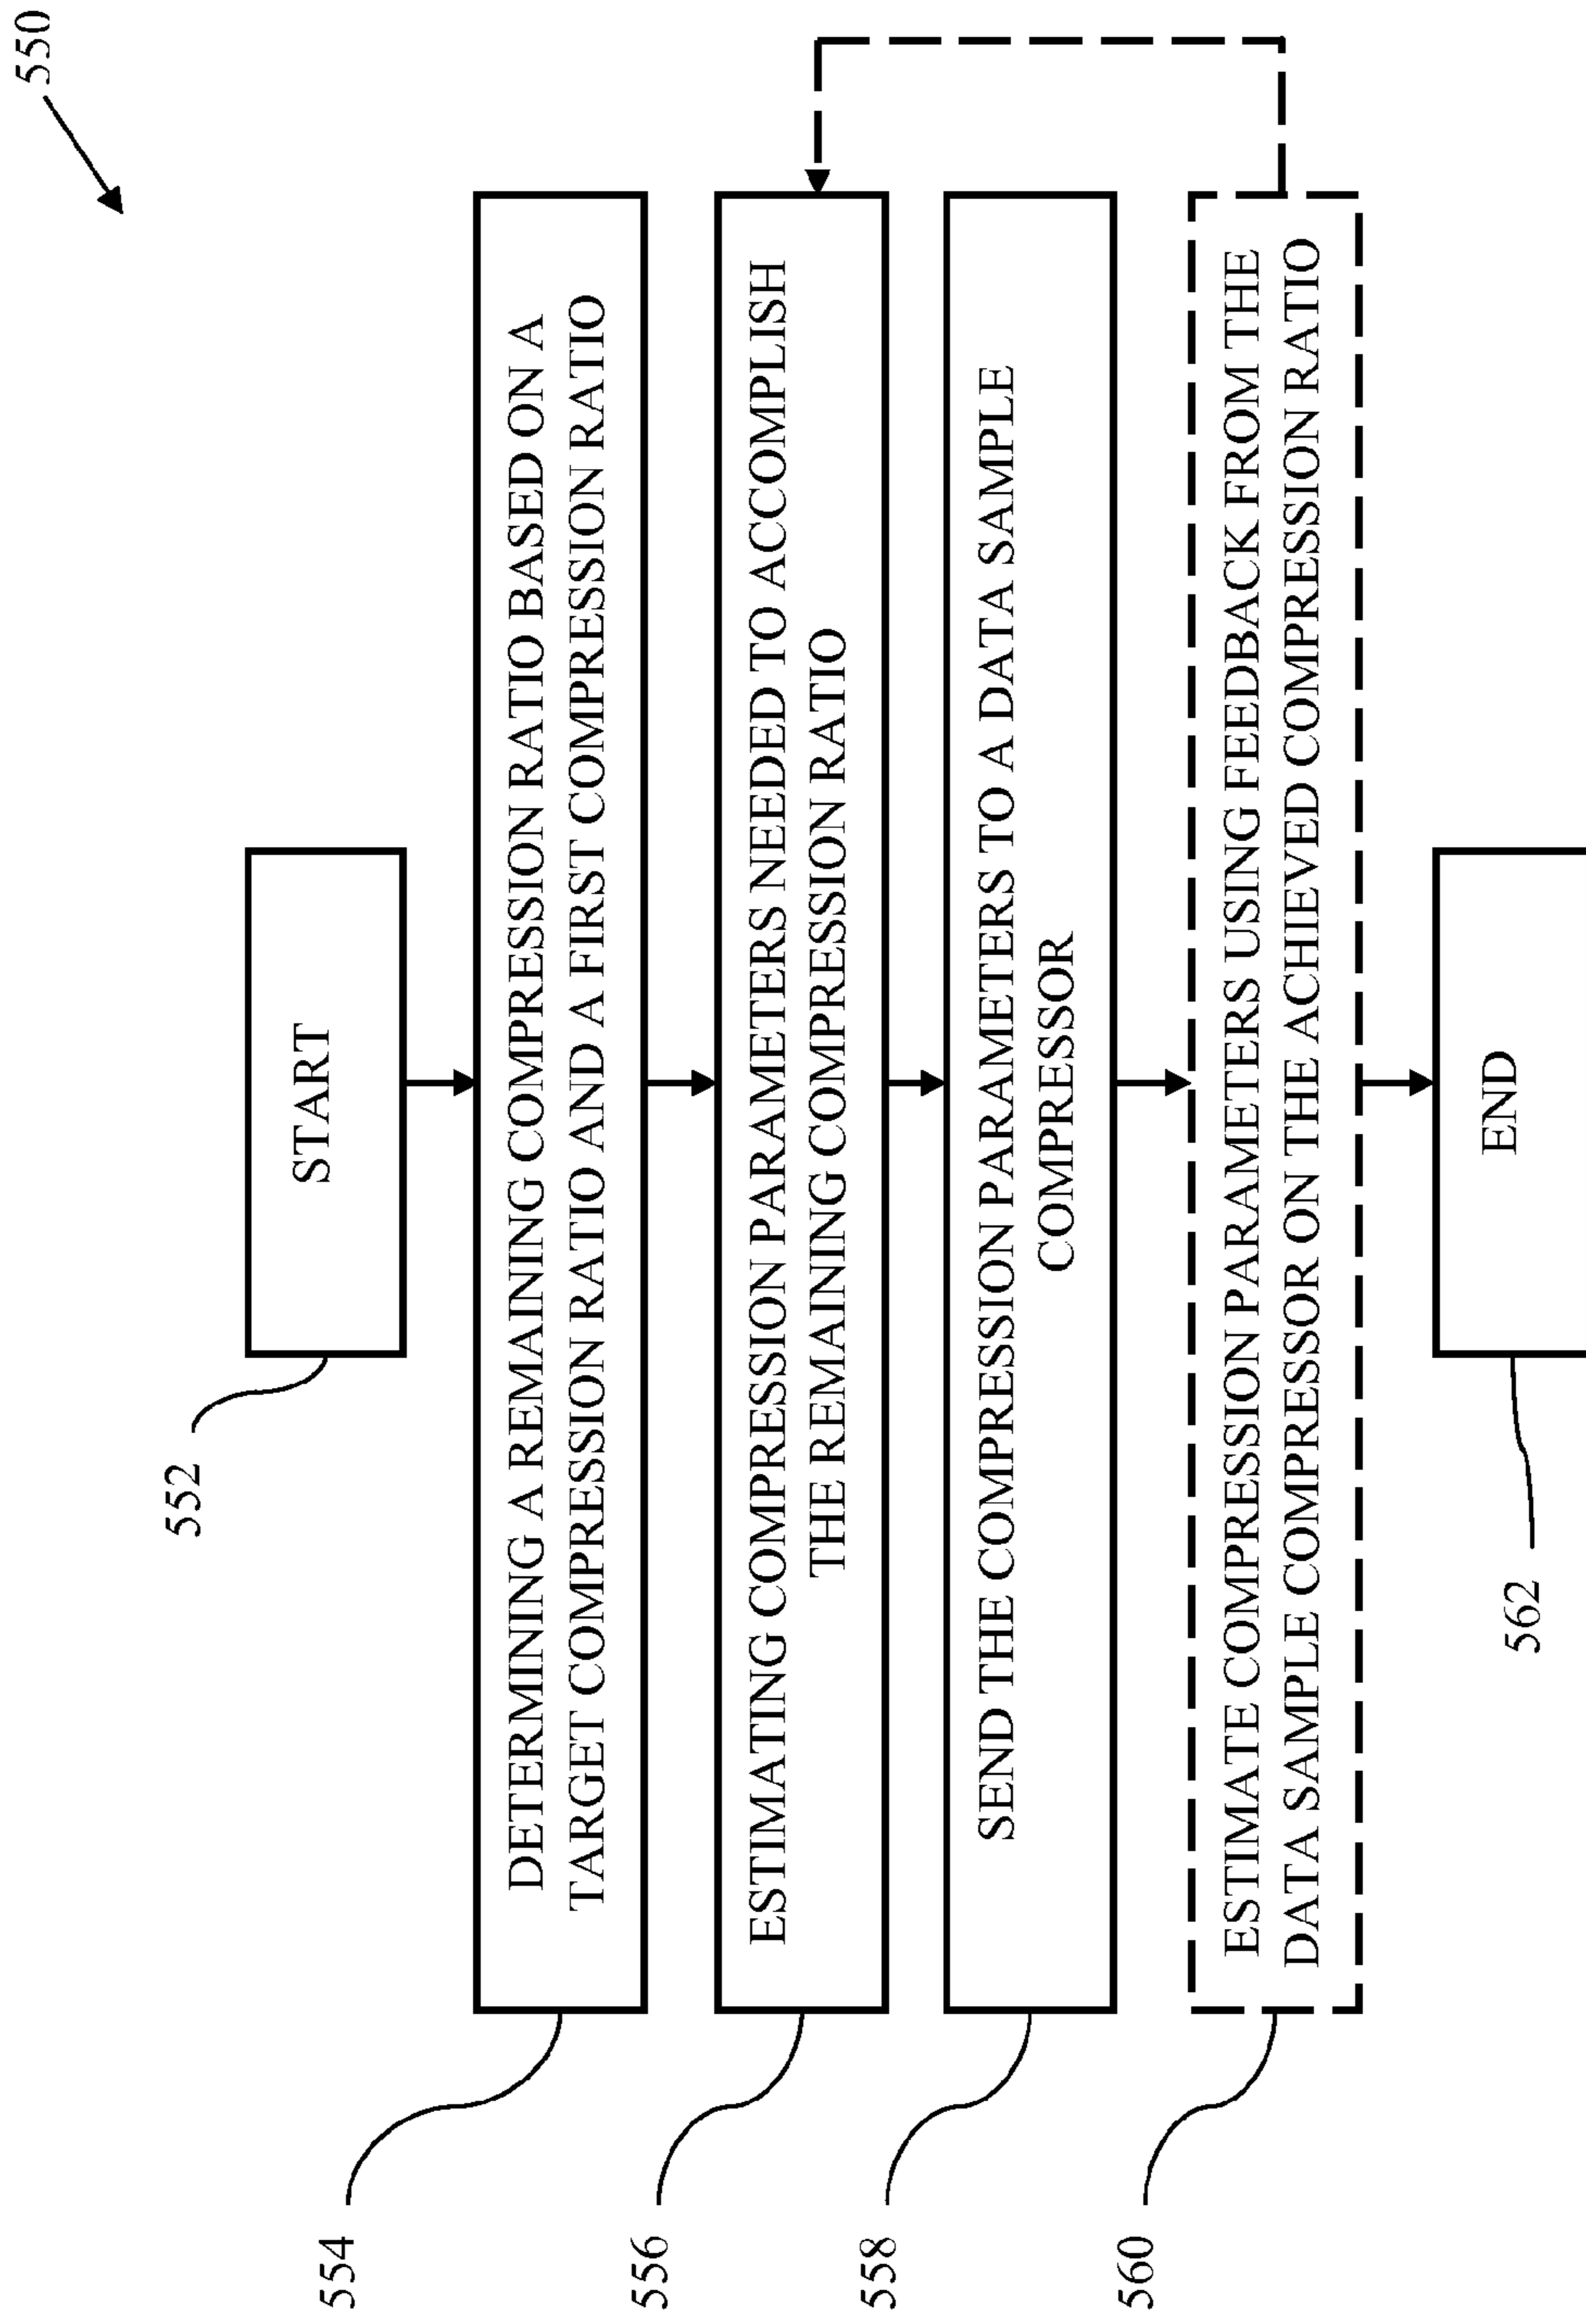 550
START
552
DETERMINING A REMAINING COMPRESSION RATIO BASED ON A
TARGET COMPRESSION RATIO AND A FIRST COMPRESSION RATIO
554
ESTIMATING COMPRESSION PARAMETERS NEEDED TO ACCOMPLISH
THE REMAINING COMPRESSION RATIO
556
SEND THE COMPRESSION PARAMETERS TO A DATA SAMPLE
COMPRESSOR
558
ESTIMATE COMPRESSION PARAMETERS USING FEEDBACK FROM THE
DATA SAMPLE COMPRESSOR ON THE ACHIEVED COMPRESSION RATIO
560
END
562